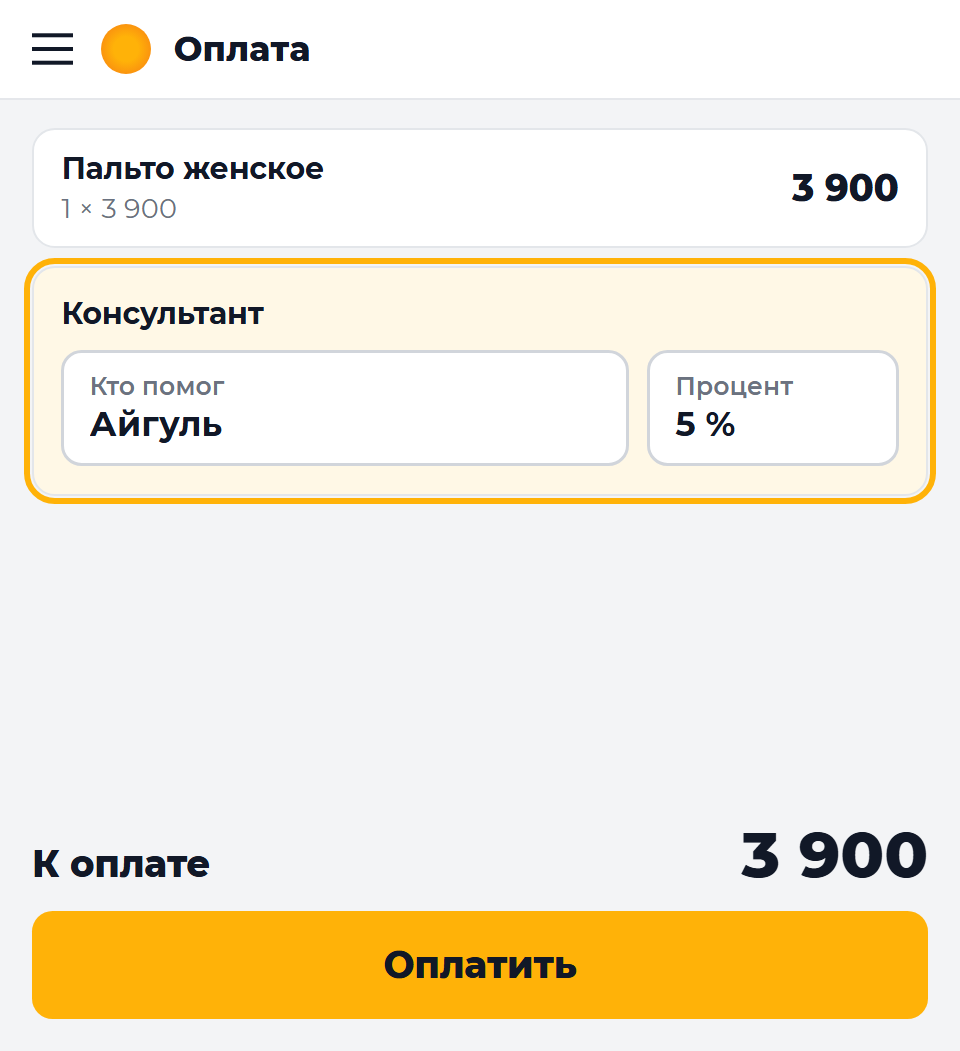 Оплата
Пальто женское
1 × 3 900
3 900
Консультант
Кто помог
Айгуль
Процент
5 %
К оплате
3 900
Оплатить